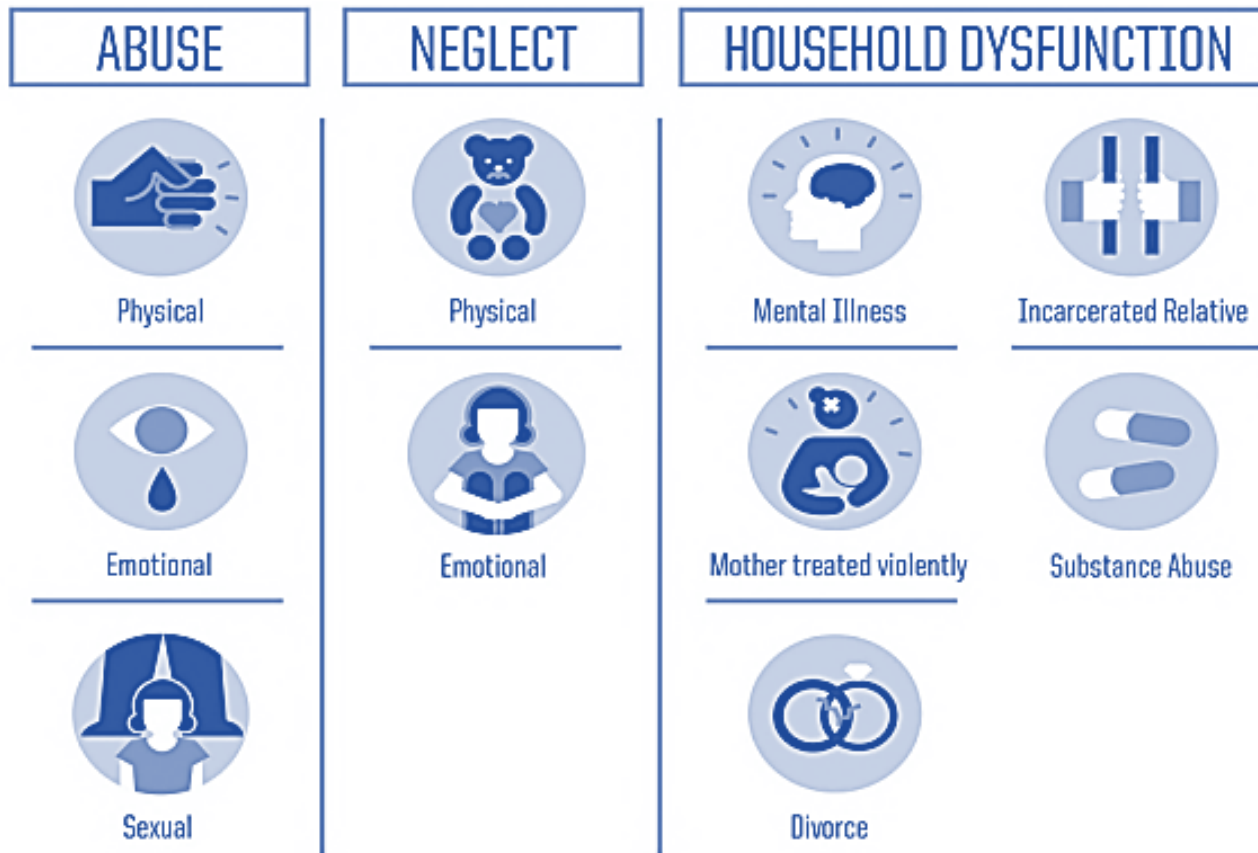 ABUSE
Physical
Emotional
Sexual
NEGLECT
Physical
Emotional
HOUSEHOLD DYSFUNCTION
Mental Illness
Incarcerated Relative
Mother treated violently
Substance Abuse
Divorce